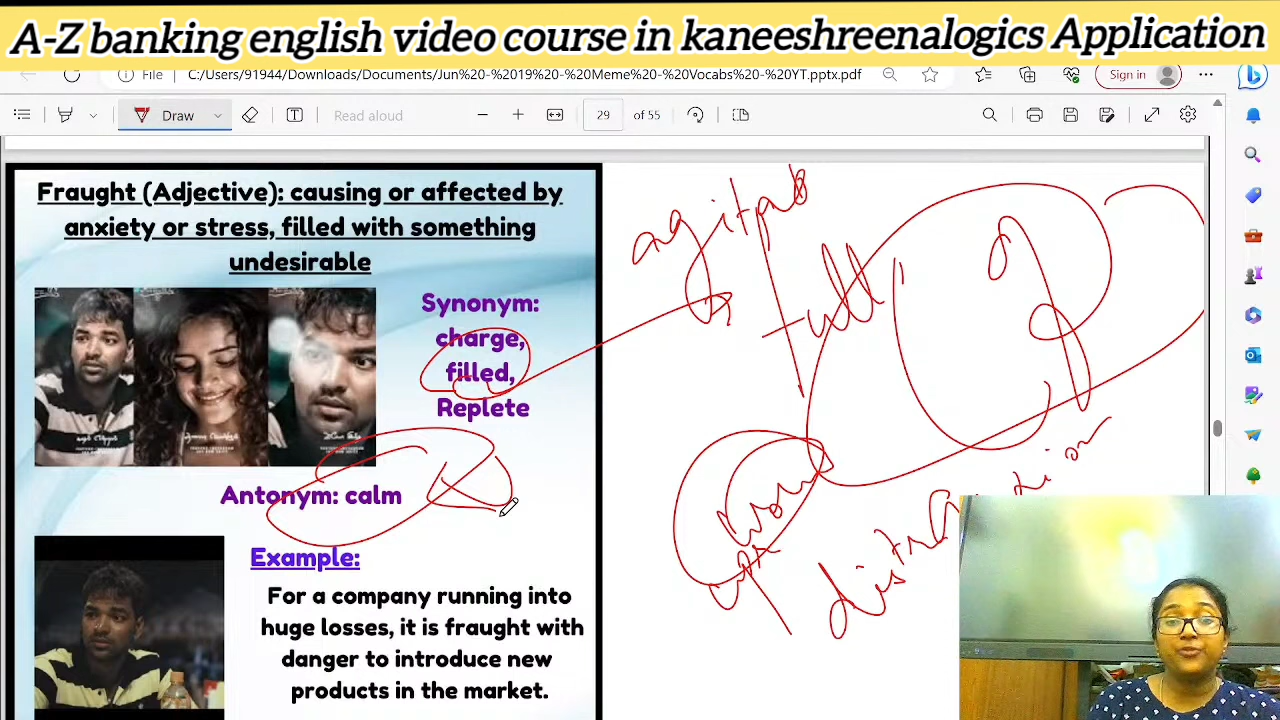 A-Z banking english video course in kaneeshreenalogics Application
File
C:/Users/91944/Downloads/Documents/Jun%20-%2019%20-%20Meme%20-%20Vocabs%20-%20YT.pptx.pdf
Sign in
Draw
Read aloud
29 of 55
Fraught (Adjective): causing or affected by
anxiety or stress, filled with something
undesirable
Synonym:
charge,
filled,
Replete
Antonym: calm
Example:
For a company running into
huge losses, it is fraught with
danger to introduce new
products in the market.
full